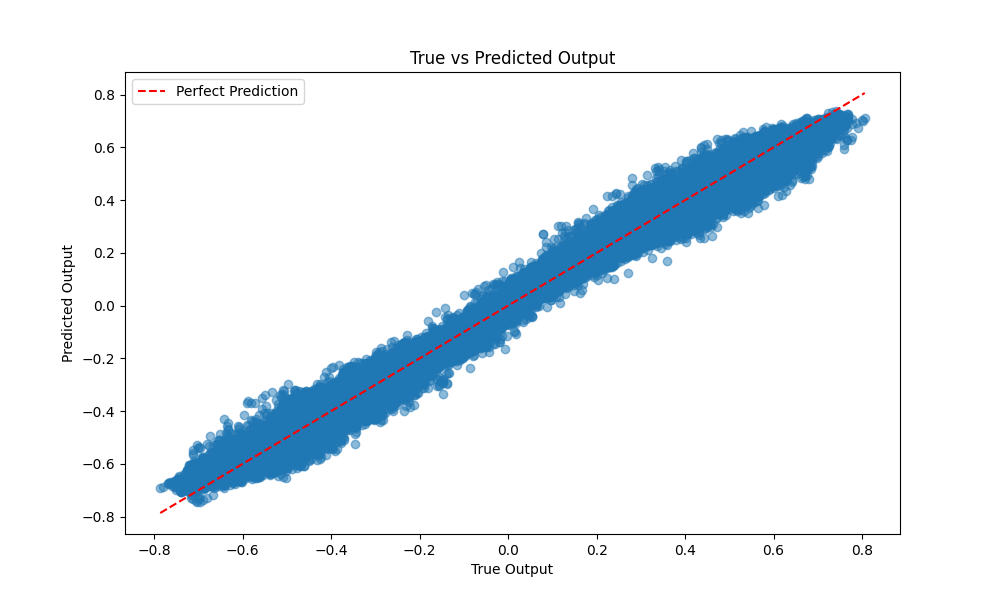 True vs Predicted Output
Perfect Prediction
0.8
0.6
0.4
0.2
0.0
−0.2
−0.4
−0.6
−0.8
Predicted Output
−0.8 −0.6 −0.4 −0.2 0.0 0.2 0.4 0.6 0.8
True Output